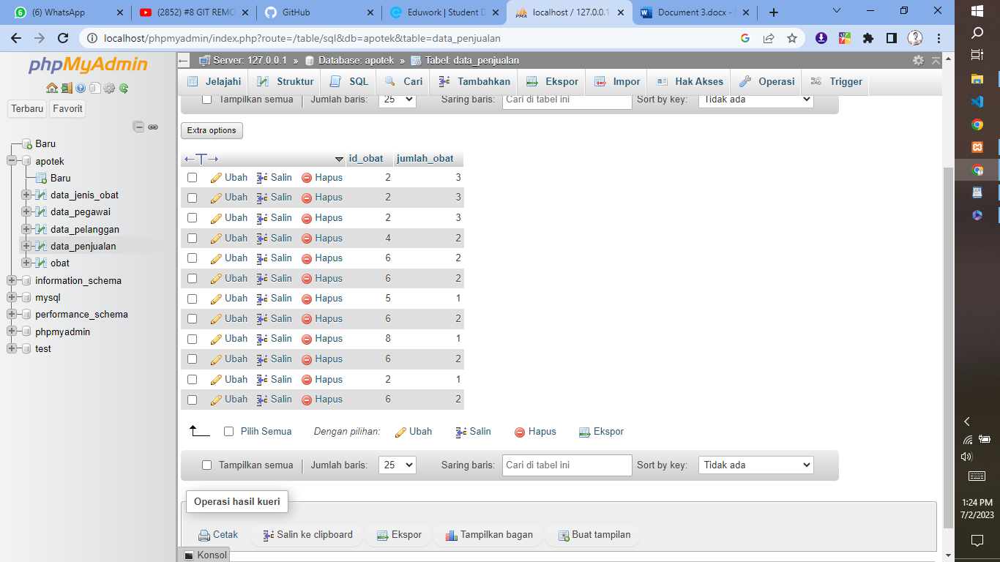 (6) WhatsApp
(2852) #8 GIT REMO
GitHub
Eduwork | Student D
PMA localhost / 127.0.0.1
Document 3.docx -
localhost/phpmyadmin/index.php?route=/table/sql&db=apotek&table=data_penjualan
phpMyAdmin
Terbaru Favorit
Baru
apotek
Baru
data_jenis_obat
data_pegawai
data_pelanggan
data_penjualan
obat
information_schema
mysql
performance_schema
phpmyadmin
test
Server: 127.0.0.1 » Database: apotek » Tabel: data_penjualan
Jelajahi Struktur SQL Cari Tambahkan Ekspor Impor Hak Akses Operasi Trigger
Tampilkan semua Jumlah baris: 25 Saring baris: Cari di tabel ini Sort by key: Tidak ada
Extra options
←T→ id_obat jumlah_obat
Ubah Salin Hapus 2 3
Ubah Salin Hapus 2 3
Ubah Salin Hapus 2 3
Ubah Salin Hapus 4 2
Ubah Salin Hapus 6 2
Ubah Salin Hapus 6 2
Ubah Salin Hapus 5 1
Ubah Salin Hapus 6 2
Ubah Salin Hapus 8 1
Ubah Salin Hapus 6 2
Ubah Salin Hapus 2 1
Ubah Salin Hapus 6 2
Pilih Semua Dengan pilihan: Ubah Salin Hapus Ekspor
Tampilkan semua Jumlah baris: 25 Saring baris: Cari di tabel ini Sort by key: Tidak ada
Operasi hasil kueri
Cetak Salin ke clipboard Ekspor Tampilkan bagan Buat tampilan
Konsol
1:24 PM
7/2/2023